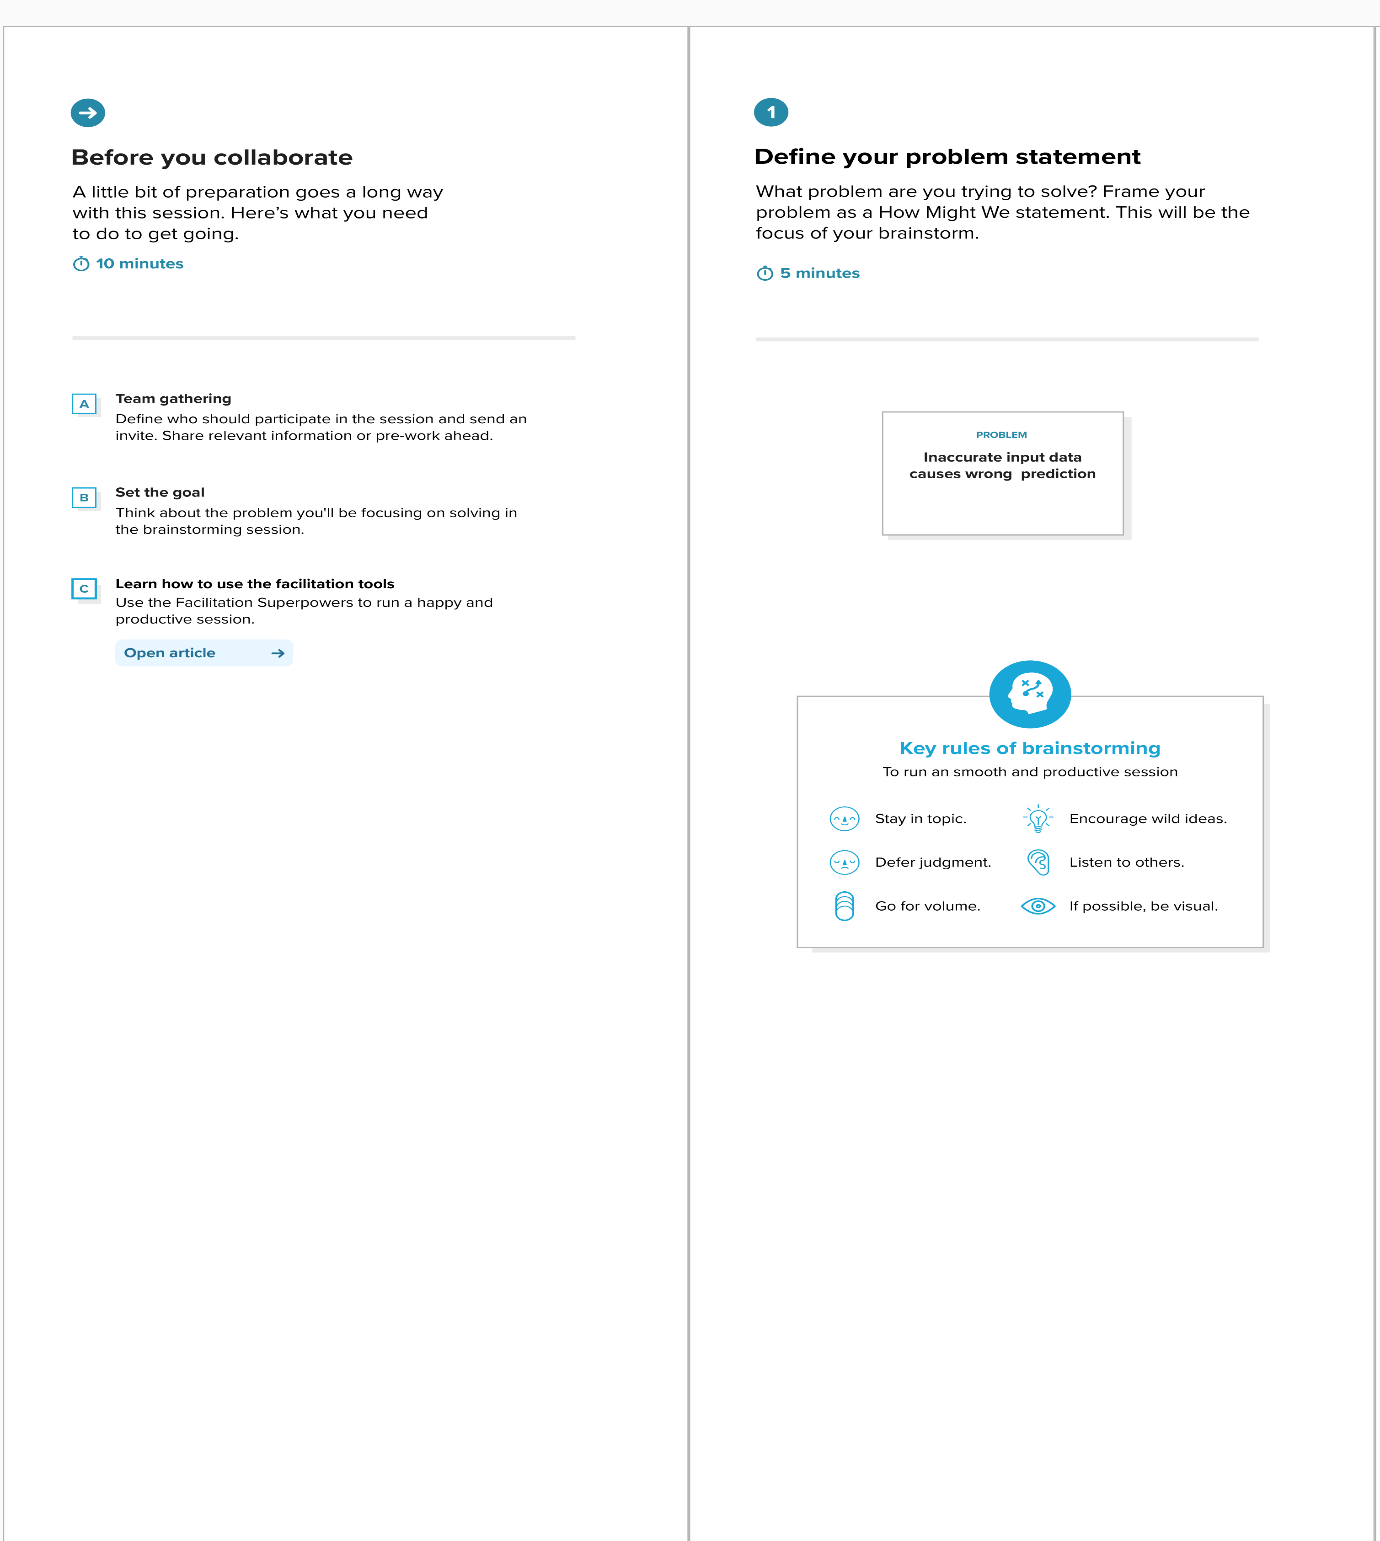 Before you collaborate
A little bit of preparation goes a long way
with this session. Here's what you need
to do to get going.
10 minutes
A
Team gathering
Define who should participate in the session and send an
invite. Share relevant information or pre-work ahead.
B
Set the goal
Think about the problem you'll be focusing on solving in
the brainstorming session.
C
Learn how to use the facilitation tools
Use the Facilitation Superpowers to run a happy and
productive session.
Open article
1
Define your problem statement
What problem are you trying to solve? Frame your
problem as a How Might We statement. This will be the
focus of your brainstorm.
5 minutes
PROBLEM
Inaccurate input data
causes wrong  prediction
Key rules of brainstorming
To run an smooth and productive session
Stay in topic.
Encourage wild ideas.
Defer judgment.
Listen to others.
Go for volume.
If possible, be visual.